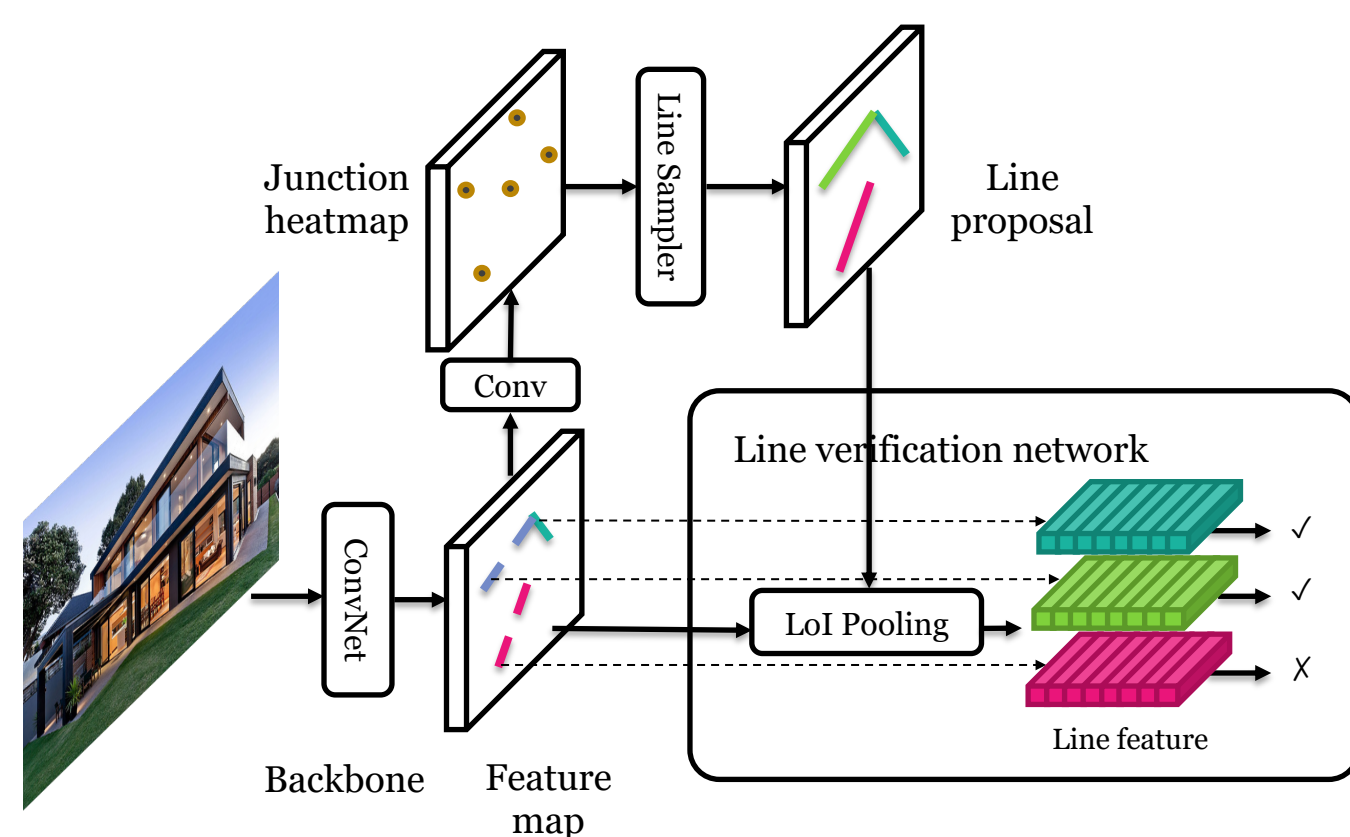 Junction
heatmap
Line Sampler
Line
proposal
Conv
Line verification network
ConvNet
LoI Pooling
✓
✓
✗
Line feature
Backbone
Feature
map